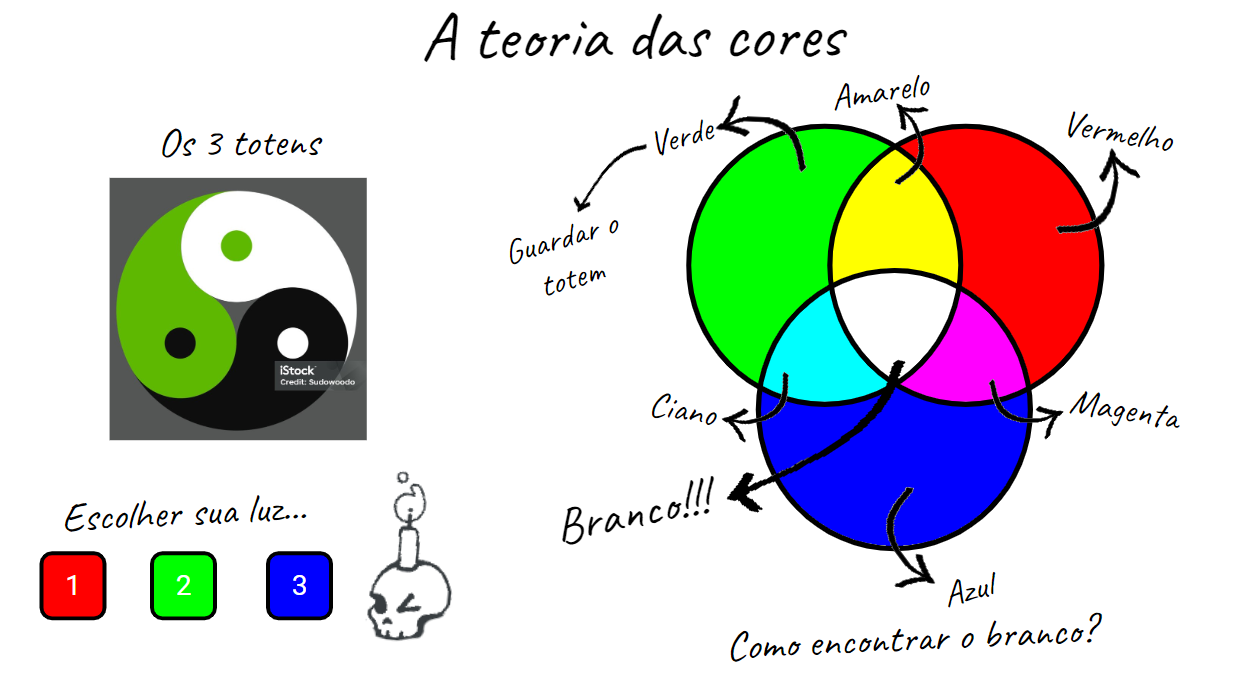 A teoria das cores
Os 3 totens
iStock
Credit: Sudowoodo
Escolher sua luz...
1
2
3
Amarelo
Verde
Vermelho
Guardar o
totem
Ciano
Magenta
Branco!!!
Azul
Como encontrar o branco?